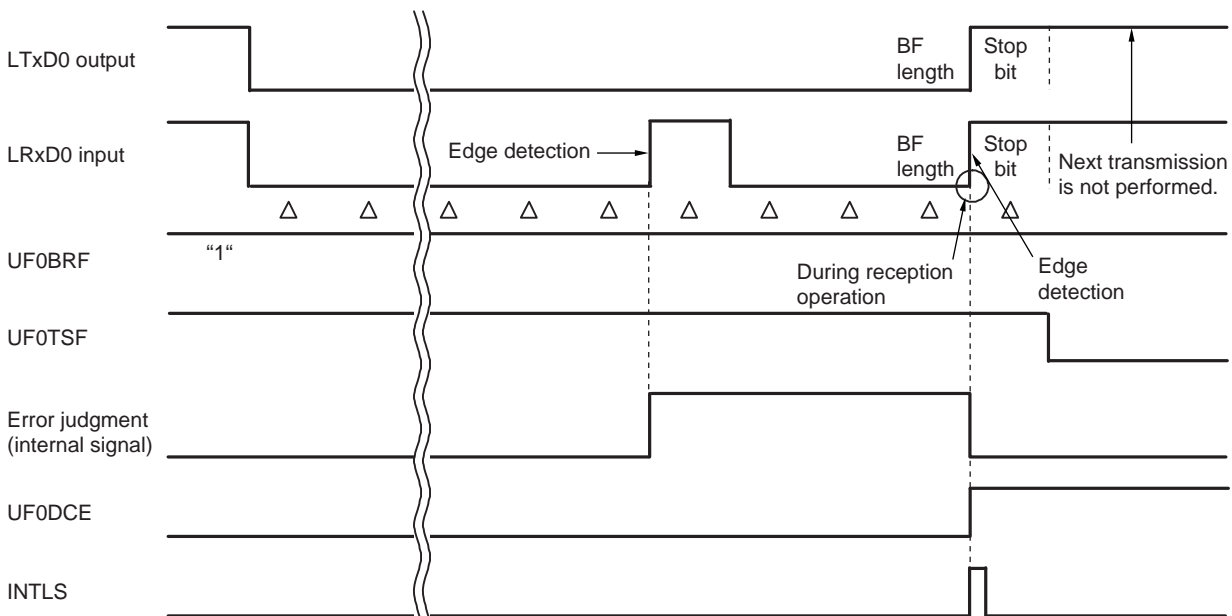 LTxD0 output
BF
length
Stop
bit
LRxD0 input
Edge detection
BF
length
Stop
bit
Next transmission
is not performed.
UF0BRF
“1“
During reception
operation
Edge
detection
UF0TSF
Error judgment
(internal signal)
UF0DCE
INTLS